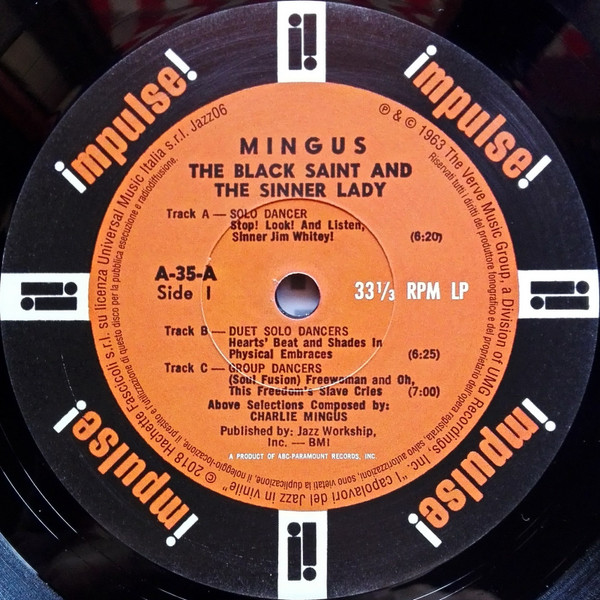 impulse!
impulse!
impulse!
impulse!
MINGUS
THE BLACK SAINT AND
THE SINNER LADY
Track A — SOLO DANCER
Stop! Look! And Listen,
Sinner Jim Whitey! (6:20)
A-35-A
Side 1
33 1/3 RPM LP
Track B — DUET SOLO DANCERS
Hearts' Beat and Shades In
Physical Embraces (6:25)
Track C — GROUP DANCERS
(Soul Fusion) Freewoman and Oh,
This Freedom's Slave Cries (7:00)
Above Selections Composed by:
CHARLIE MINGUS
Published by: Jazz Workship,
Inc. — BMI
A PRODUCT OF ABC-PARAMOUNT RECORDS, INC.
℗ & © 1963 The Verve Music Group, a Division of UMG Recordings, Inc. "I capolavori del Jazz in vinile" © 2018 Hachette Fascicoli s.r.l. su licenza Universal Music Italia s.r.l. Jazz06
Riservati tutti i diritti del produttore fonografico e del proprietario dell'opera registrata. Salvo autorizzazioni, sono vietata la duplicazione, il noleggio-locazione, il prestito e l'utilizzazione di questo disco per la pubblica esecuzione e radiodiffusione.